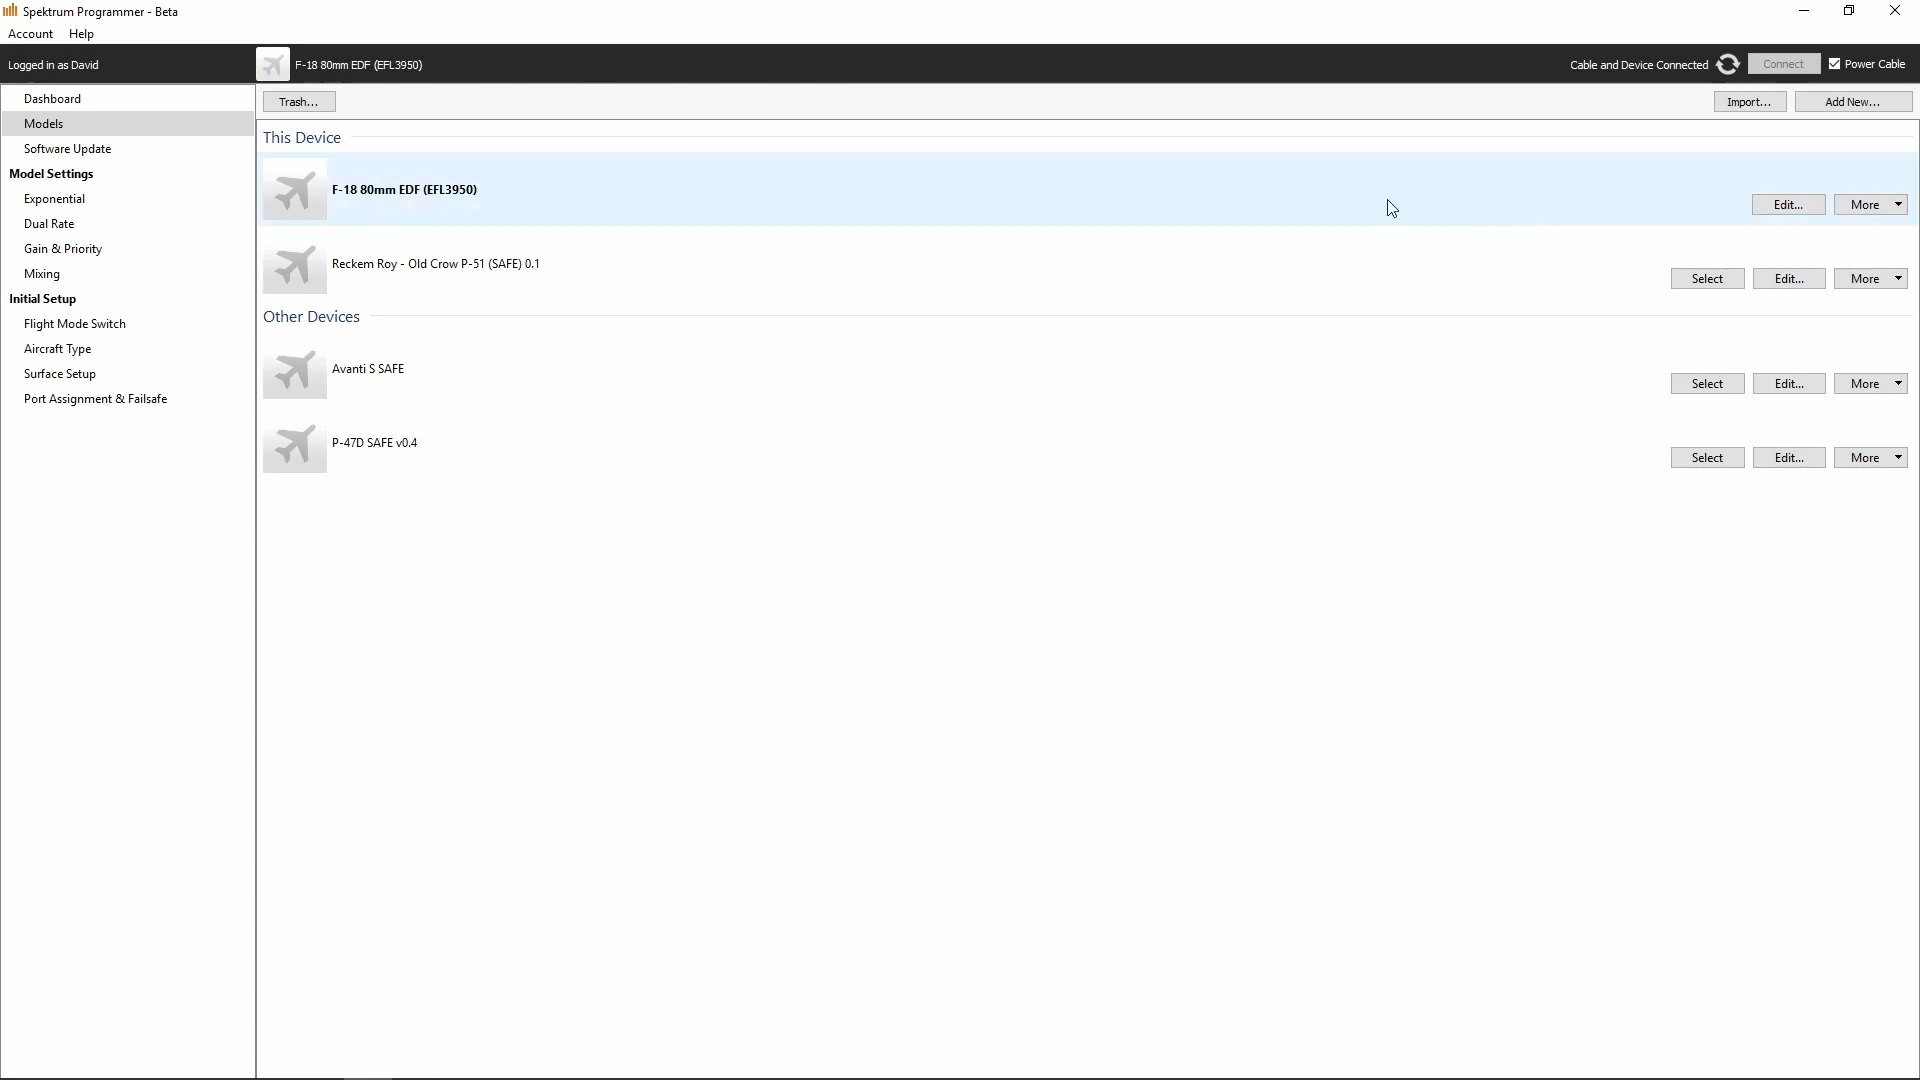 Spektrum Programmer - Beta
Account Help
Logged in as David
F-18 80mm EDF (EFL3950)
Cable and Device Connected
Connect
Power Cable
Dashboard
Models
Software Update
Model Settings
Exponential
Dual Rate
Gain & Priority
Mixing
Initial Setup
Flight Mode Switch
Aircraft Type
Surface Setup
Port Assignment & Failsafe
Trash...
Import...
Add New...
This Device
F-18 80mm EDF (EFL3950)
Edit...
More
Reckem Roy - Old Crow P-51 (SAFE) 0.1
Select
Edit...
More
Other Devices
Avanti S SAFE
Select
Edit...
More
P-47D SAFE v0.4
Select
Edit...
More